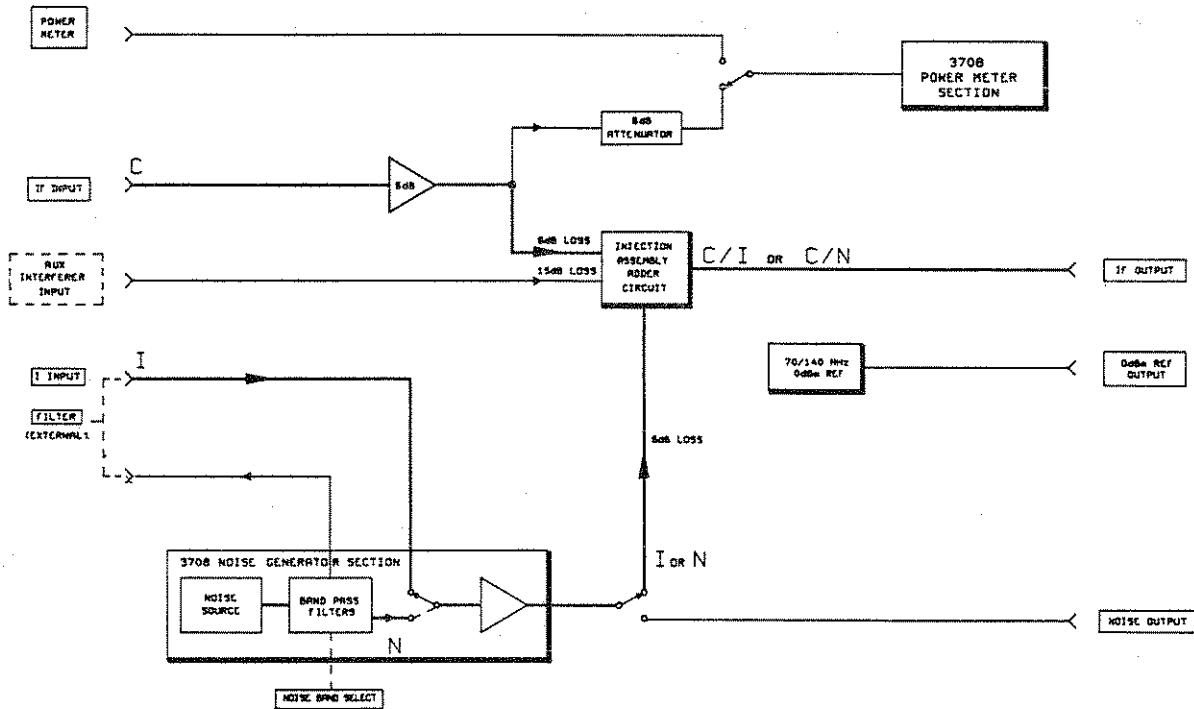 POWER
METER
3708
POWER METER
SECTION
6dB
ATTENUATOR
C
IF INPUT
6dB
6dB LOSS
INJECTION
ASSEMBLY
ADDER
CIRCUIT
C/I OR C/N
IF OUTPUT
AUX
INTERFERER
INPUT
15dB LOSS
I
I INPUT
FILTER
(EXTERNAL)
70/140 MHz
0dBm REF
0dBm REF
OUTPUT
6dB LOSS
3708 NOISE GENERATOR SECTION
NOISE
SOURCE
BAND PASS
FILTERS
N
I OR N
NOISE OUTPUT
NOISE BAND SELECT